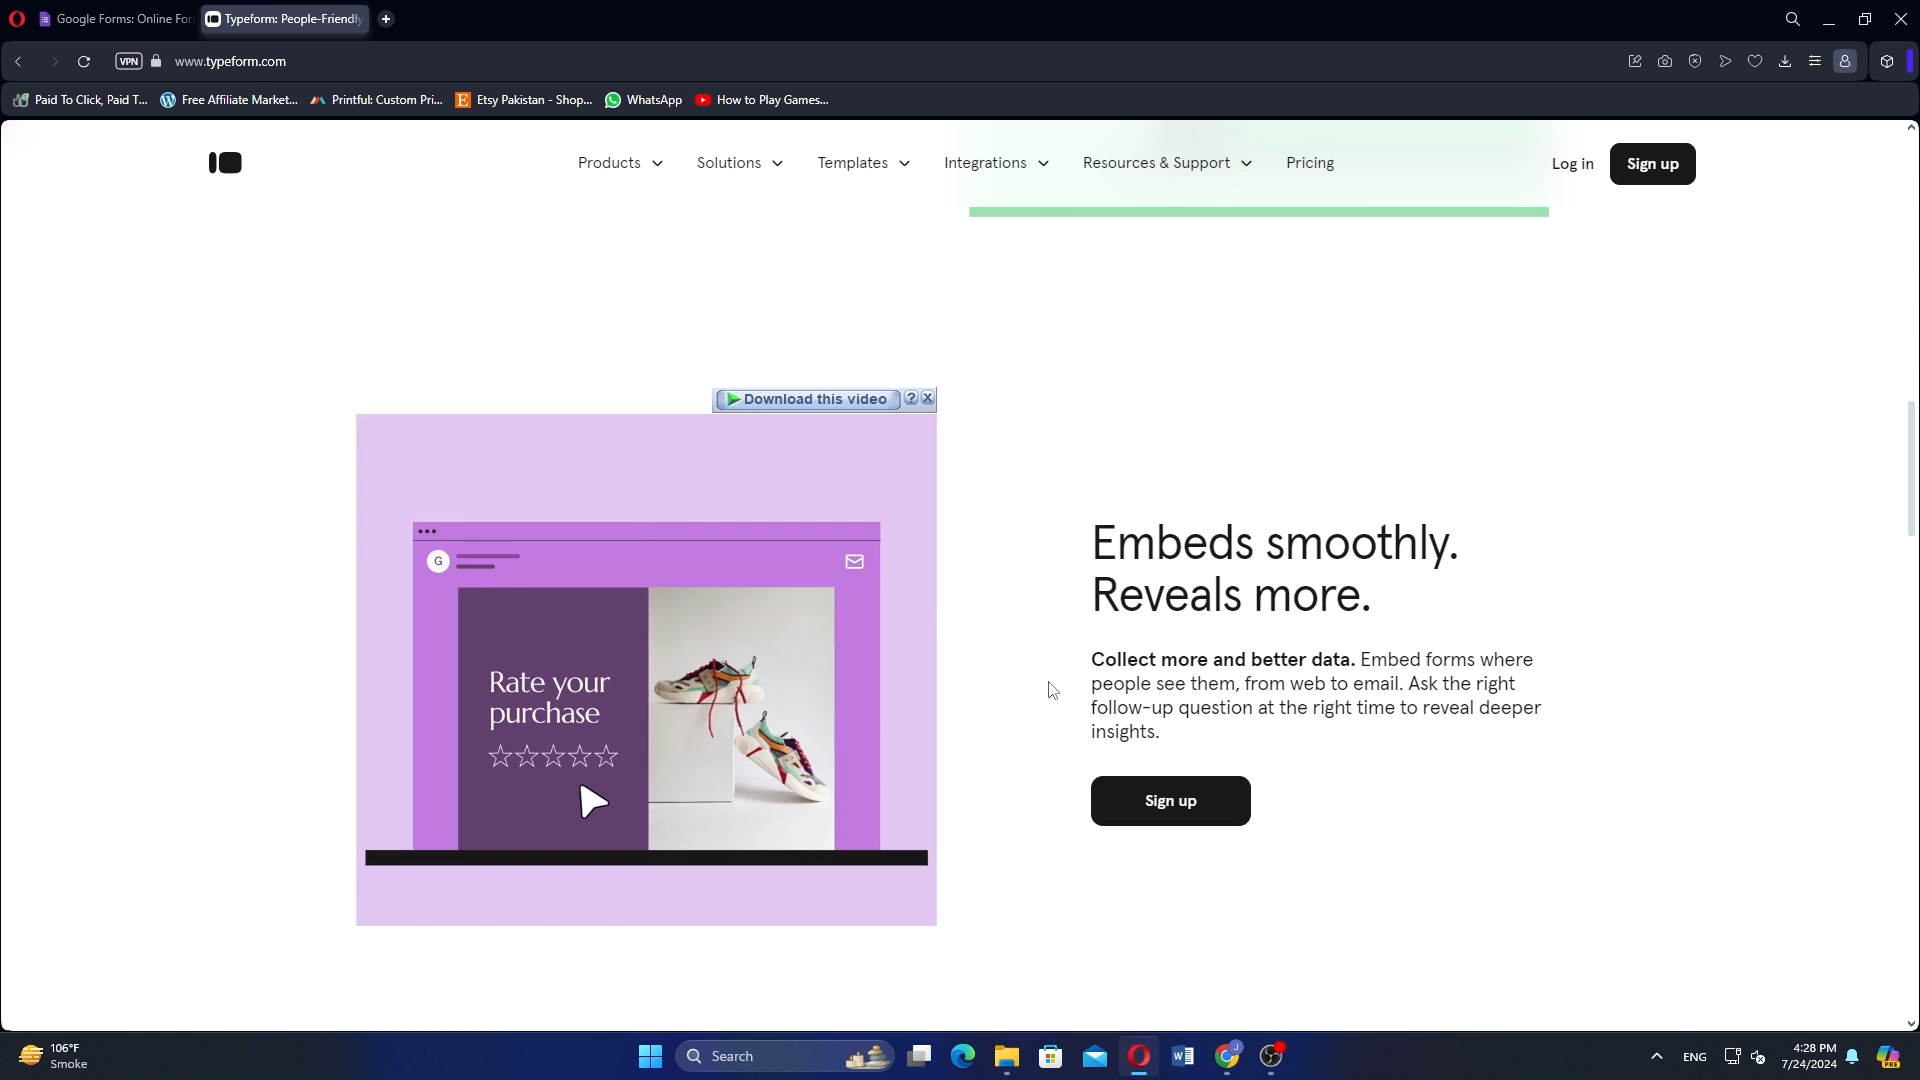 Google Forms: Online For
Typeform: People-Friendly
VPN
www.typeform.com
Paid To Click, Paid T...
Free Affiliate Market...
Printful: Custom Pri...
Etsy Pakistan - Shop...
WhatsApp
How to Play Games...
Products
Solutions
Templates
Integrations
Resources & Support
Pricing
Log in
Sign up
Download this video
?
G
Rate your
purchase
Embeds smoothly.
Reveals more.
Collect more and better data. Embed forms where
people see them, from web to email. Ask the right
follow-up question at the right time to reveal deeper
insights.
Sign up
106°F
Smoke
Search
ENG
4:28 PM
7/24/2024